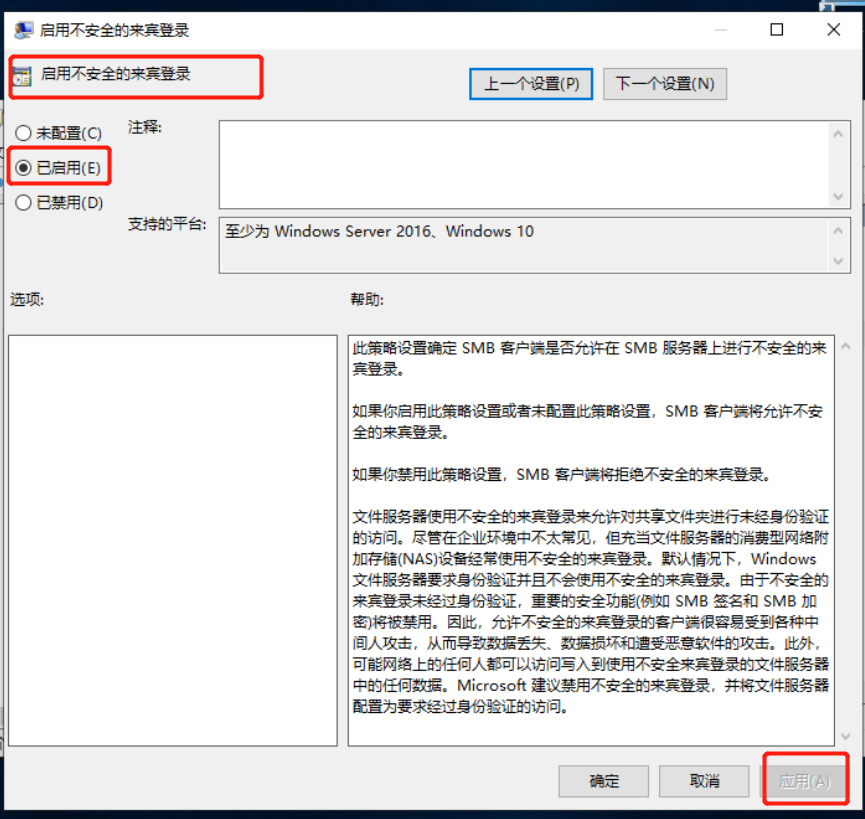 启用不安全的来宾登录
启用不安全的来宾登录
上一个设置(P)
下一个设置(N)
未配置(C)
注释:
已启用(E)
已禁用(D)
支持的平台:
至少为 Windows Server 2016、Windows 10
选项:
帮助:
此策略设置确定 SMB 客户端是否允许在 SMB 服务器上进行不安全的来
宾登录。
如果你启用此策略设置或者未配置此策略设置，SMB 客户端将允许不安
全的来宾登录。
如果你禁用此策略设置，SMB 客户端将拒绝不安全的来宾登录。
文件服务器使用不安全的来宾登录来允许对共享文件夹进行未经身份验证
的访问。尽管在企业环境中不太常见，但充当文件服务器的消费型网络附
加存储(NAS)设备经常使用不安全的来宾登录。默认情况下，Windows
文件服务器要求身份验证并且不会使用不安全的来宾登录。由于不安全的
来宾登录未经过身份验证，重要的安全功能(例如 SMB 签名和 SMB 加
密)将被禁用。因此，允许不安全的来宾登录的客户端很容易受到各种中
间人攻击，从而导致数据丢失、数据损坏和遭受恶意软件的攻击。此外，
可能网络上的任何人都可以访问写入到使用不安全来宾登录的文件服务器
中的任何数据。Microsoft 建议禁用不安全的来宾登录，并将文件服务器
配置为要求经过身份验证的访问。
确定
取消
应用(A)